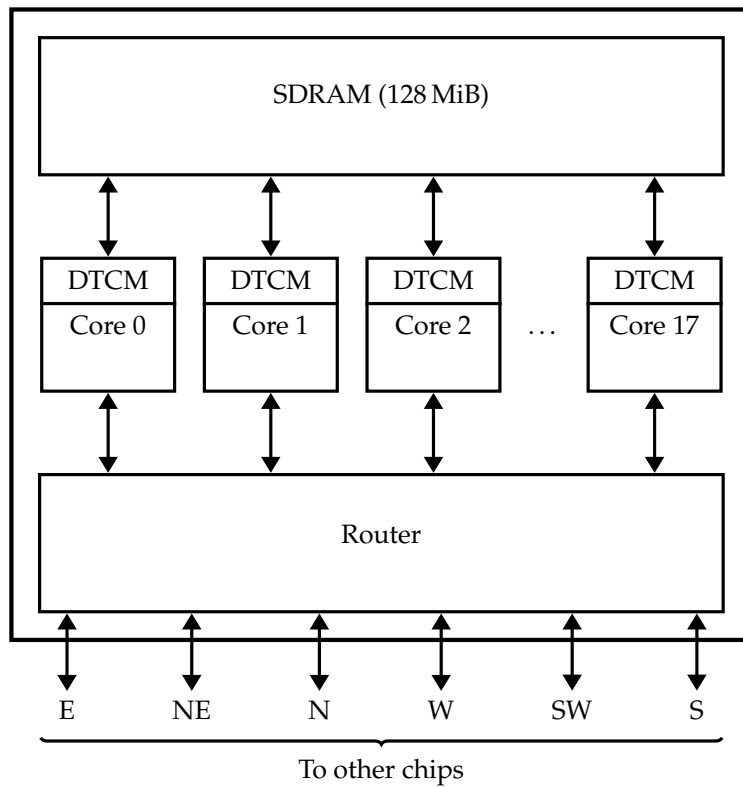 SDRAM (128 MiB)
DTCM DTCM DTCM DTCM
Core 0 Core 1 Core 2 … Core 17
Router
E NE N W SW S
To other chips